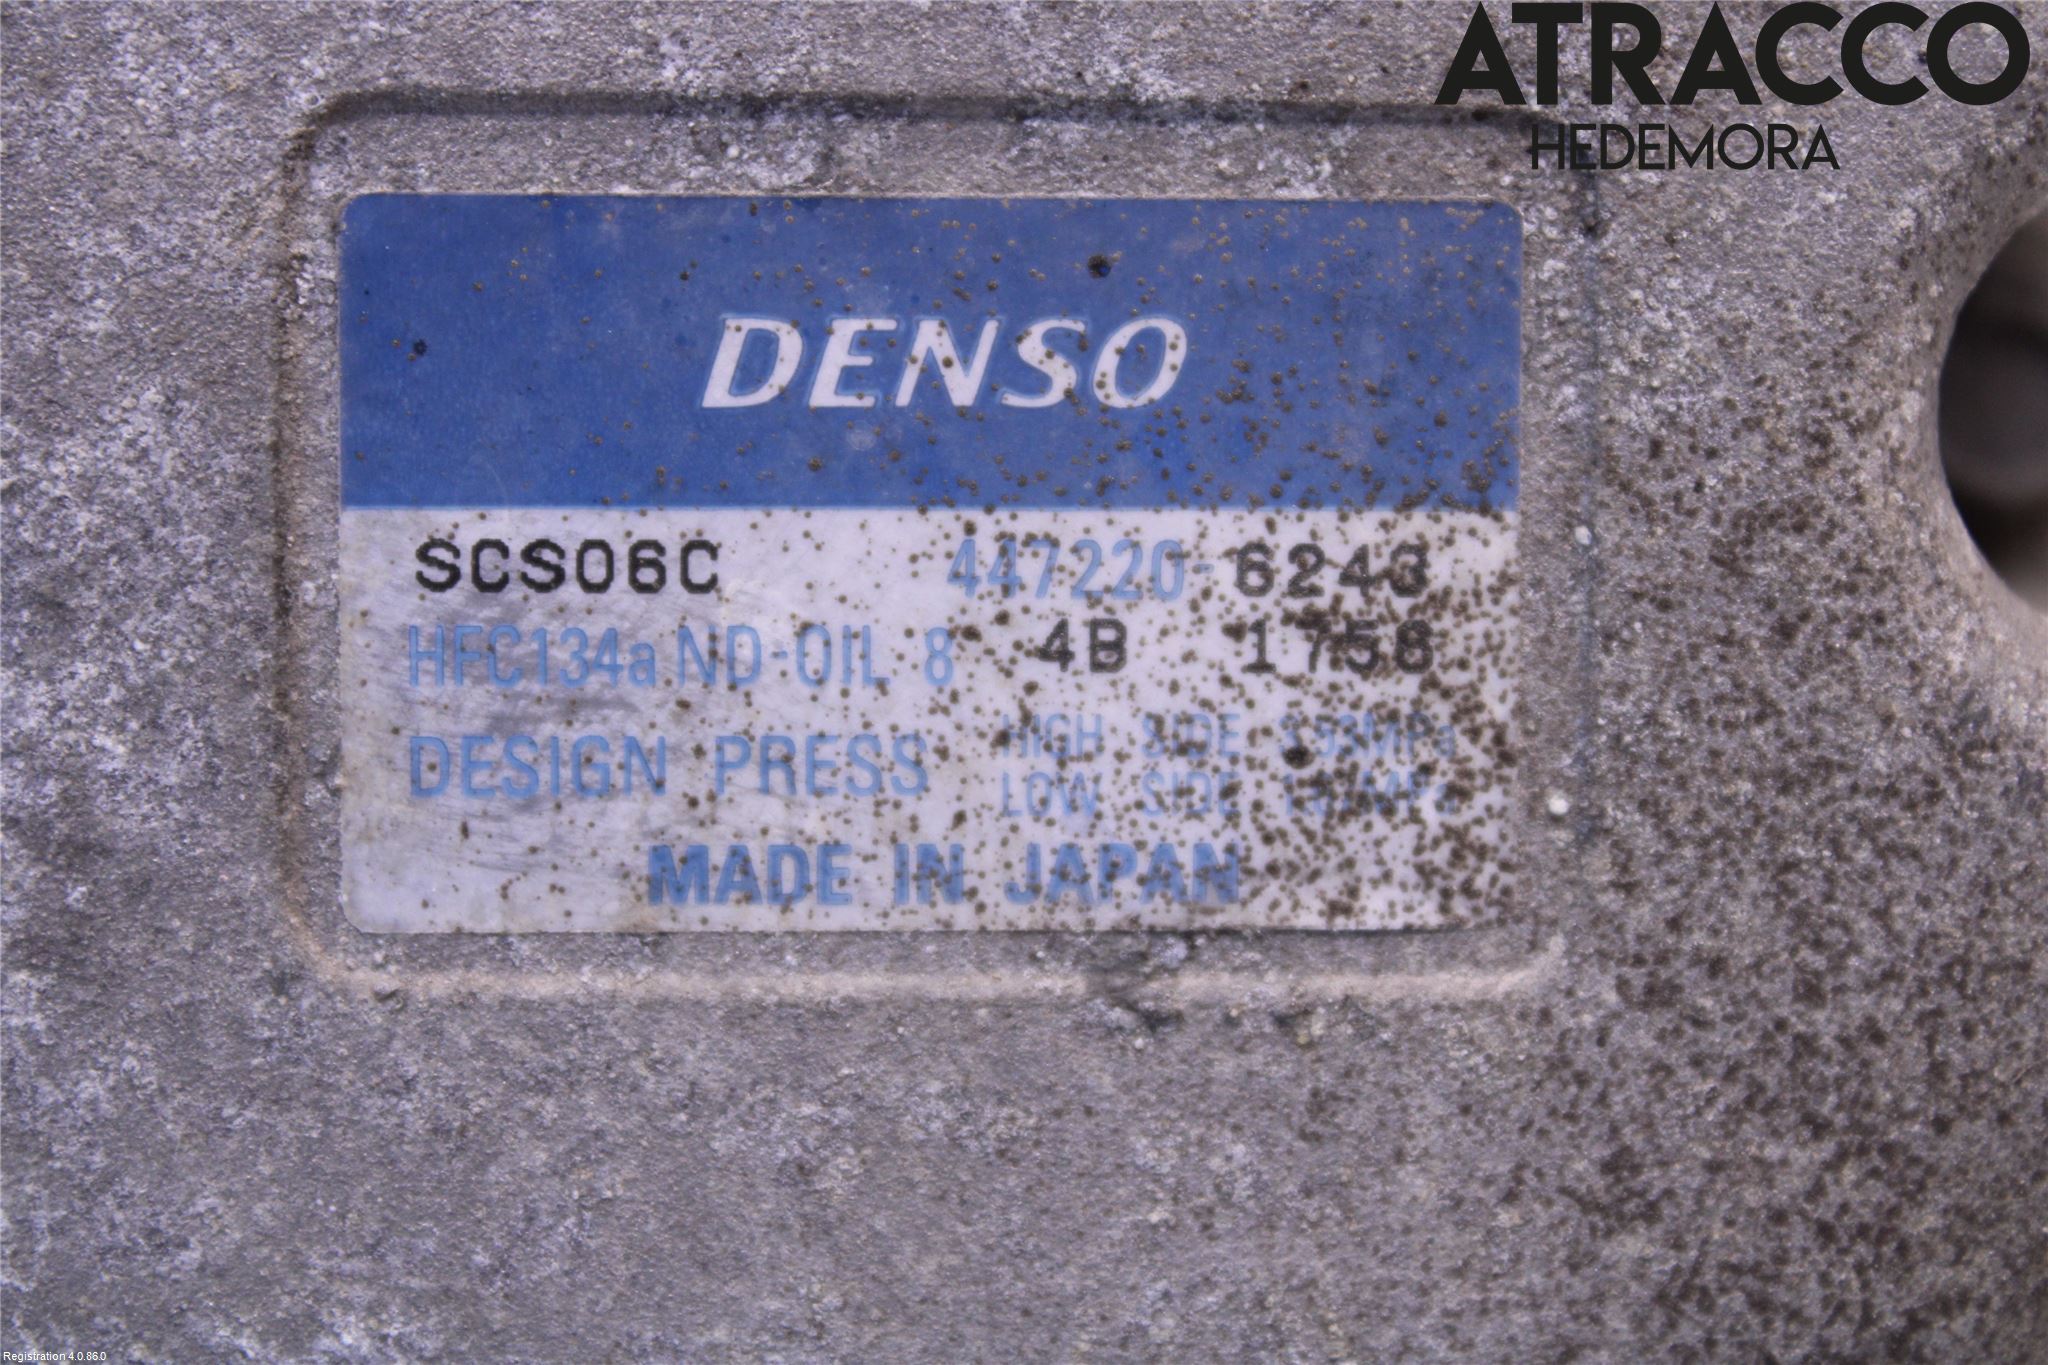 ATRACCO
HEDEMORA
DENSO
SCS06C 447220-6243
HFC134a ND-OIL 8 4B
DESIGN PRESS HIGH SIDE
LOW SIDE
MADE IN JAPAN
Registration 4.0.86.0